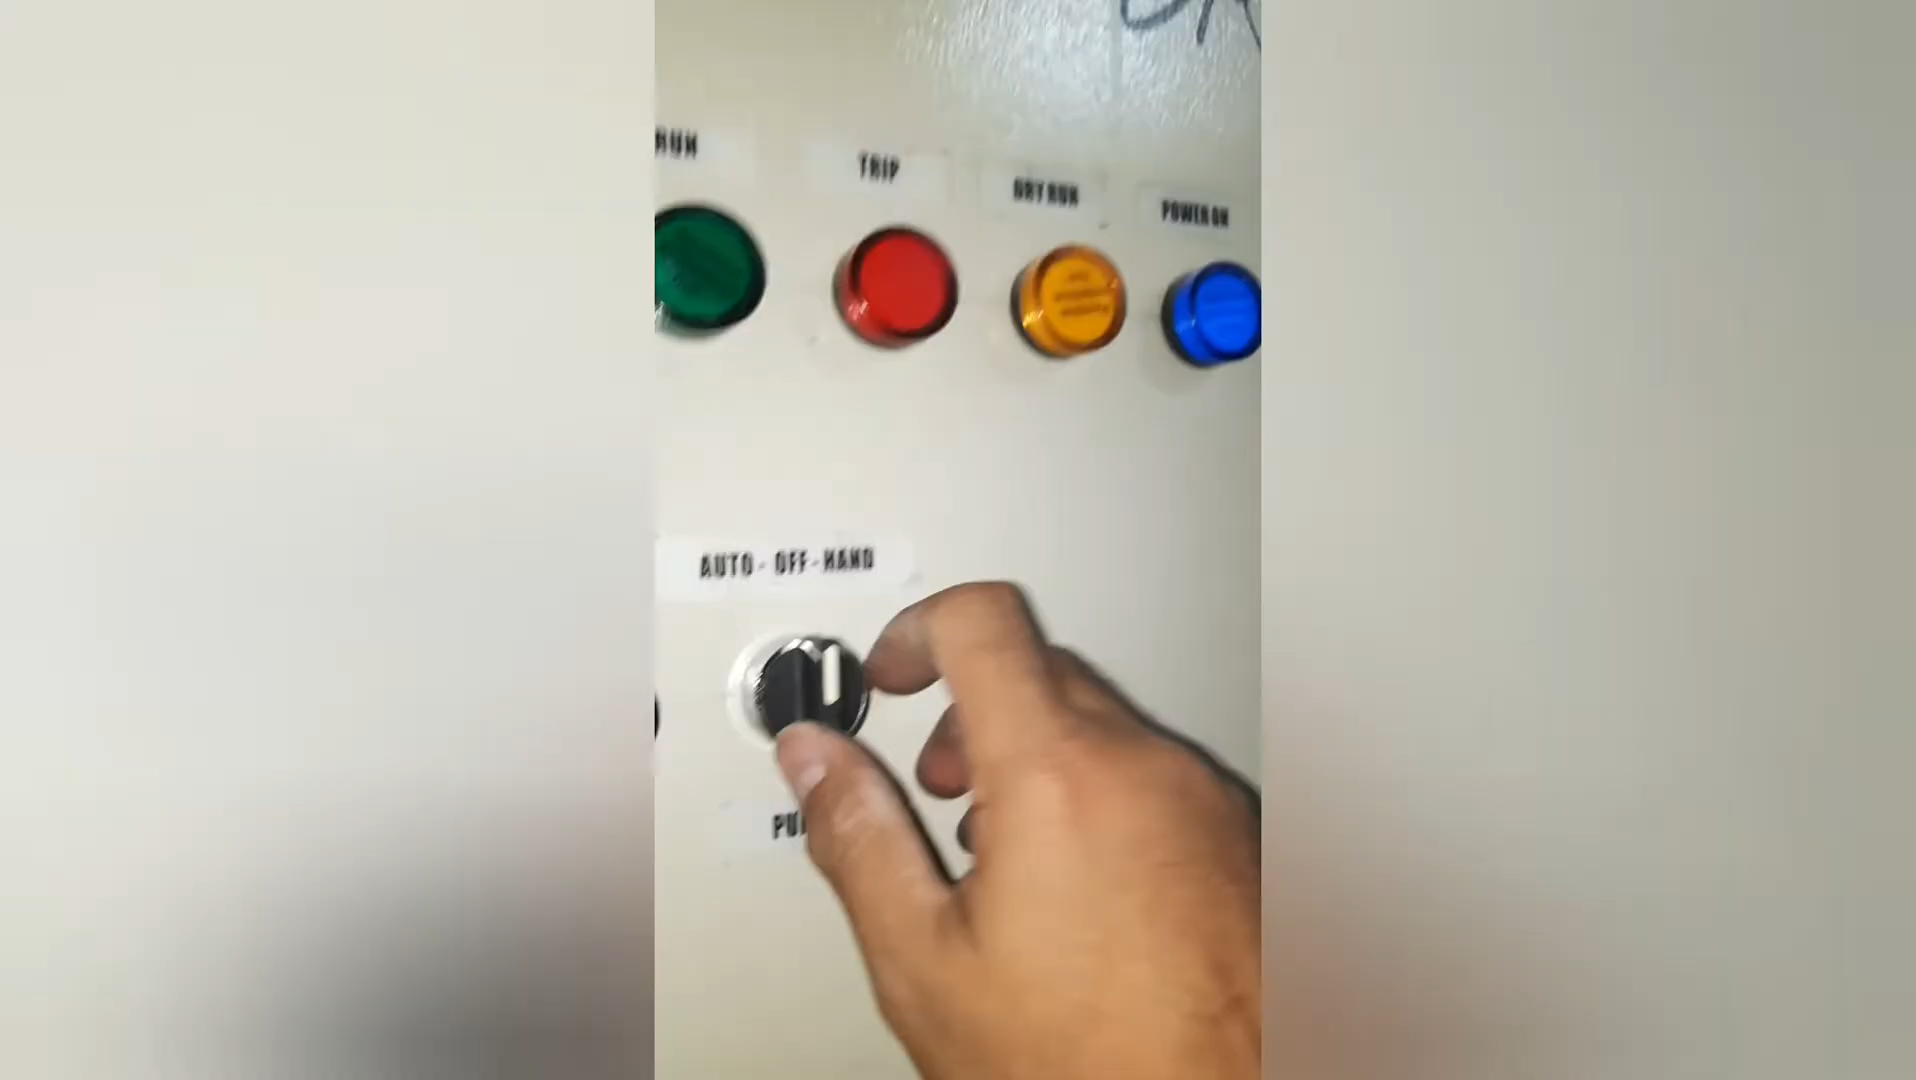 RUN
TRIP
DRY RUN
POWER ON
AUTO - OFF - HAND